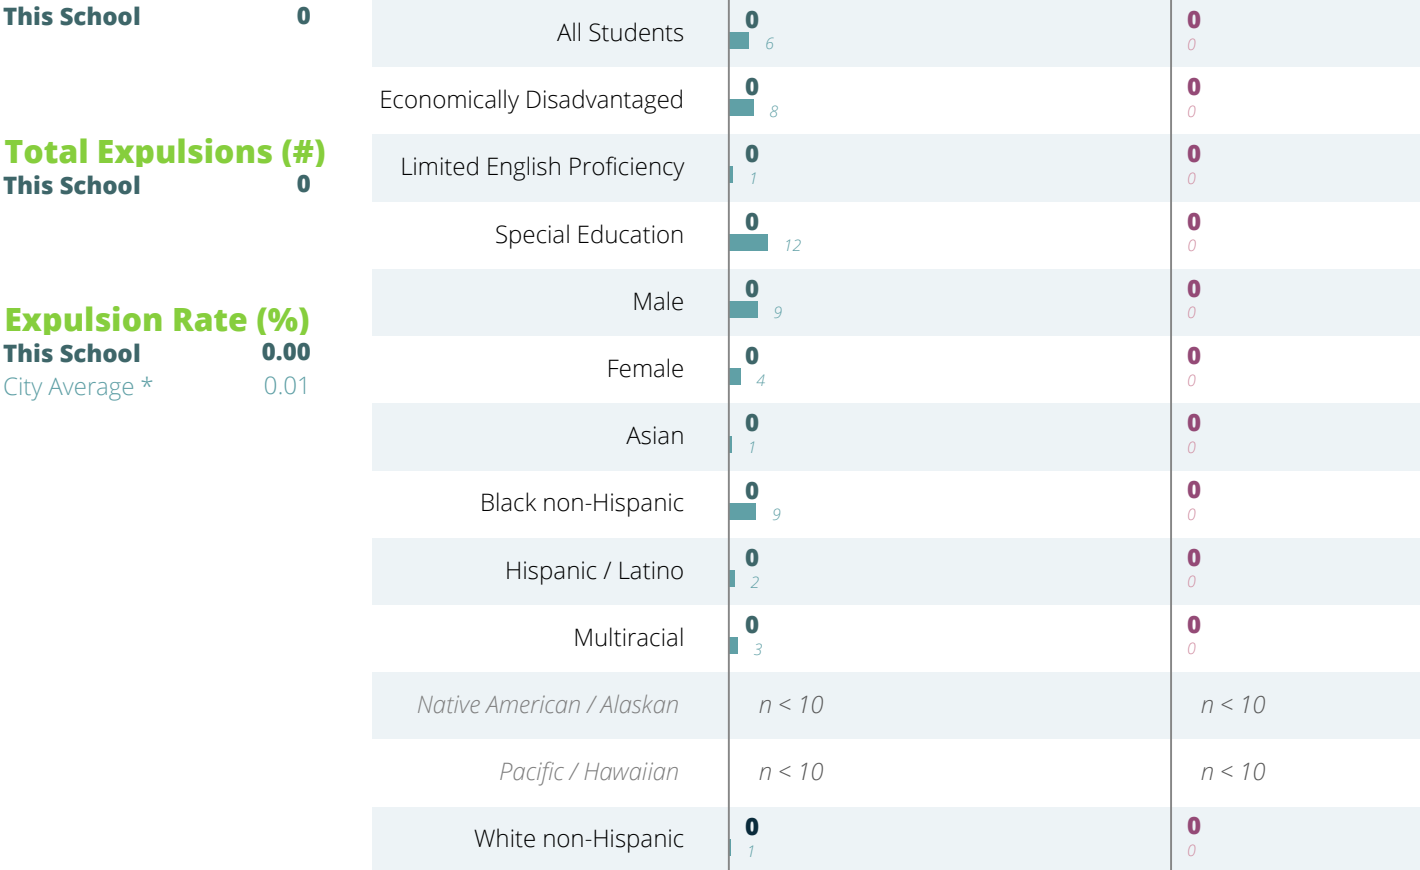 This School 0
Total Expulsions (#)
This School 0
Expulsion Rate (%)
This School 0.00
City Average * 0.01
All Students 0 0
6 0
Economically Disadvantaged 0 0
8 0
Limited English Proficiency 0 0
1 0
Special Education 0 0
12 0
Male 0 0
9 0
Female 0 0
4 0
Asian 0 0
1 0
Black non-Hispanic 0 0
9 0
Hispanic / Latino 0 0
2 0
Multiracial 0 0
3 0
Native American / Alaskan n < 10 n < 10
Pacific / Hawaiian n < 10 n < 10
White non-Hispanic 0 0
1 0